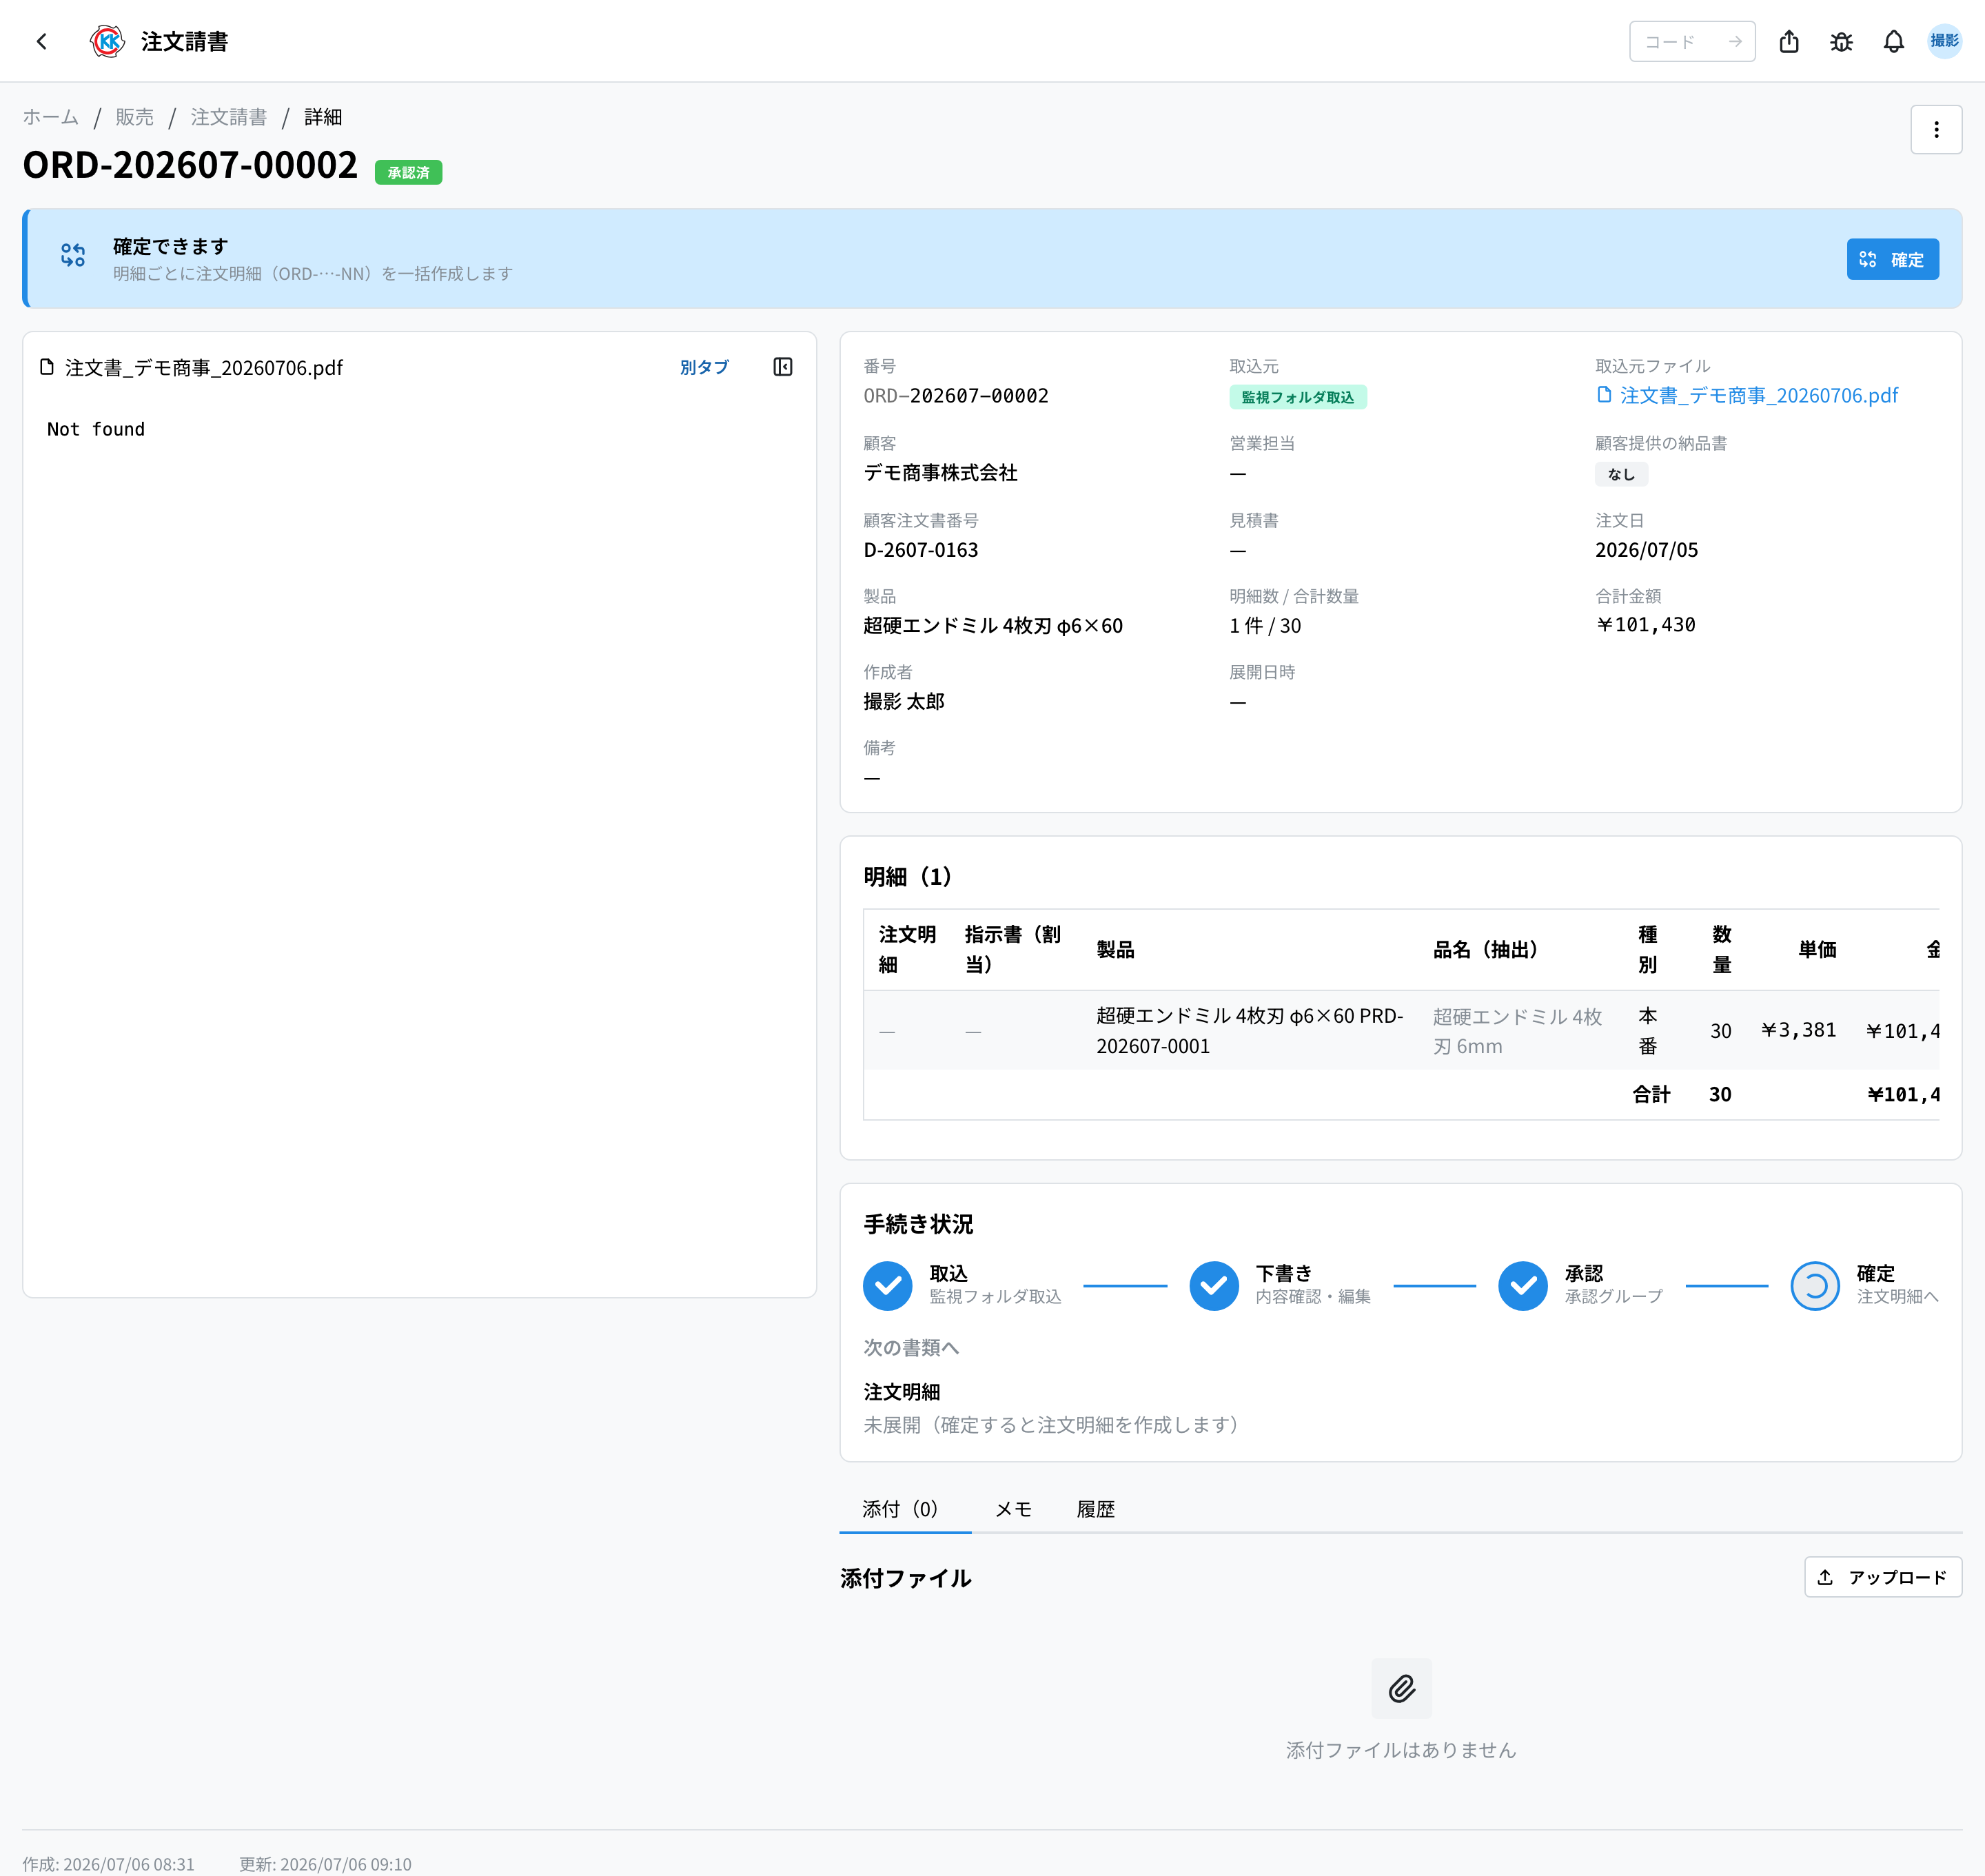 注文請書
コード
撮影
ホーム / 販売 / 注文請書 / 詳細
ORD-202607-00002 承認済
確定できます
明細ごとに注文明細（ORD-…-NN）を一括作成します
確定
注文書_デモ商事_20260706.pdf 別タブ
Not found
番号 取込元 取込元ファイル
ORD-202607-00002 監視フォルダ取込 注文書_デモ商事_20260706.pdf
顧客 営業担当 顧客提供の納品書
デモ商事株式会社 — なし
顧客注文書番号 見積書 注文日
D-2607-0163 — 2026/07/05
製品 明細数 / 合計数量 合計金額
超硬エンドミル 4枚刃 φ6×60 1 件 / 30 ¥101,430
作成者 展開日時
撮影 太郎 —
備考
—
明細（1）
注文明細 指示書（割当） 製品 品名（抽出） 種別 数量 単価 金
— — 超硬エンドミル 4枚刃 φ6×60 PRD-202607-0001 超硬エンドミル 4枚刃 6mm 本番 30 ¥3,381 ¥101,4
合計 30 ¥101,4
手続き状況
取込 下書き 承認 確定
監視フォルダ取込 内容確認・編集 承認グループ 注文明細へ
次の書類へ
注文明細
未展開（確定すると注文明細を作成します）
添付（0） メモ 履歴
添付ファイル アップロード
添付ファイルはありません
作成: 2026/07/06 08:31 更新: 2026/07/06 09:10